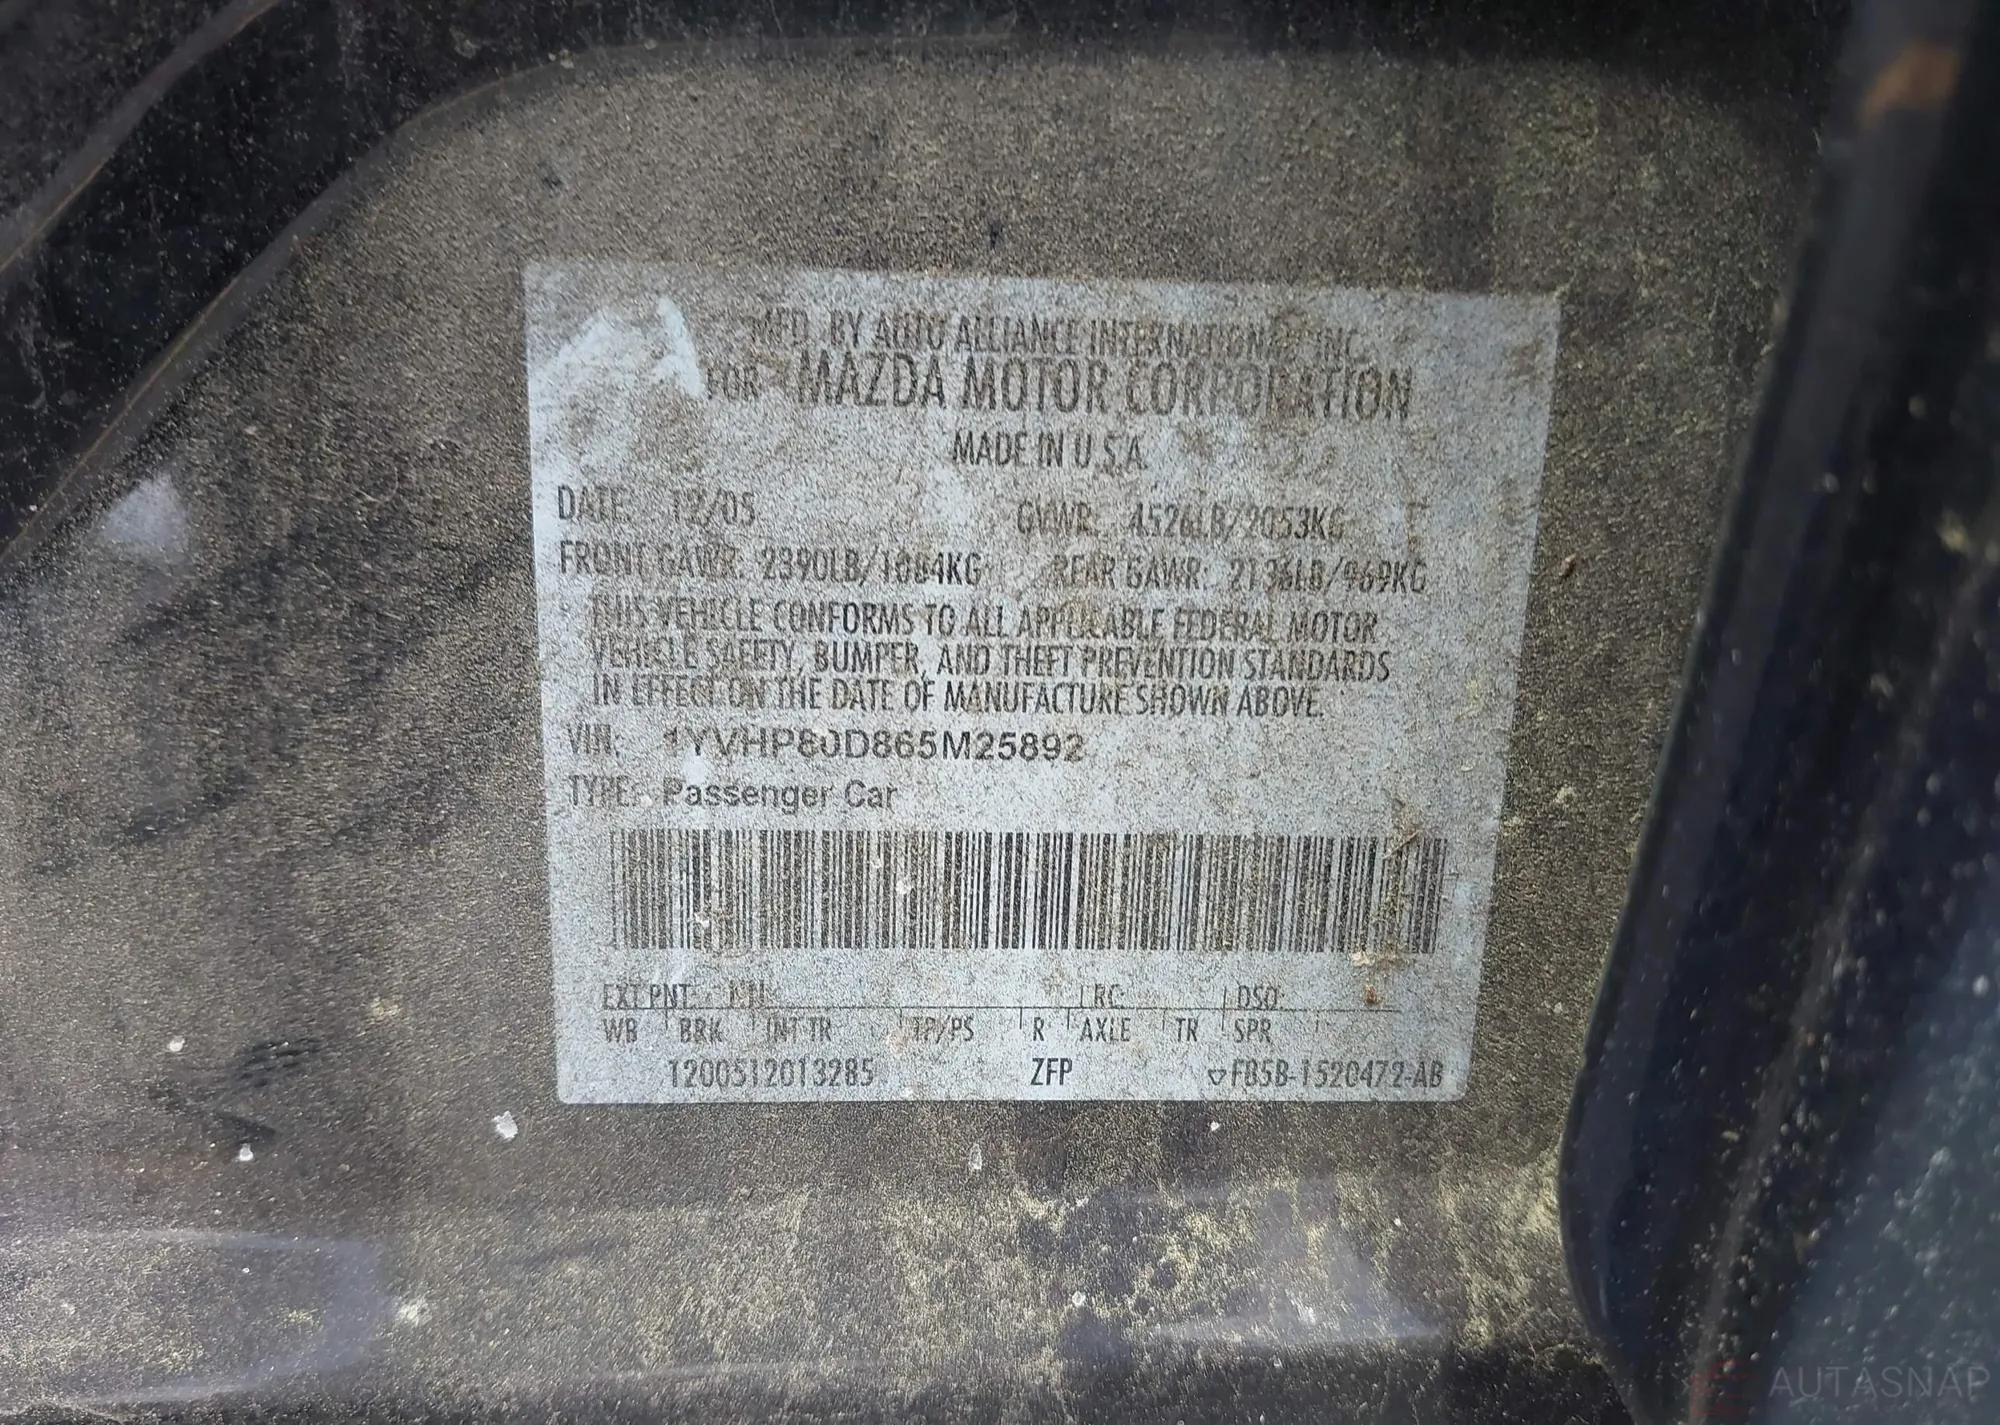 MFD. BY AUTO ALLIANCE INTERNATIONAL, INC.
FOR MAZDA MOTOR CORPORATION
MADE IN U.S.A.
DATE: 12/05 GVWR: 4526LB/2053KG
FRONT GAWR: 2390LB/1084KG REAR GAWR: 2136LB/969KG
THIS VEHICLE CONFORMS TO ALL APPLICABLE FEDERAL MOTOR
VEHICLE SAFETY, BUMPER, AND THEFT PREVENTION STANDARDS
IN EFFECT ON THE DATE OF MANUFACTURE SHOWN ABOVE.
VIN: 1YVHP80D865M25892
TYPE: Passenger Car
EXT PNT: RC: DSO:
WB BRK INT TR TP/PS R AXLE TR SPR
1200512013285 ZFP F85B-1520472-AB
AUTASNAP